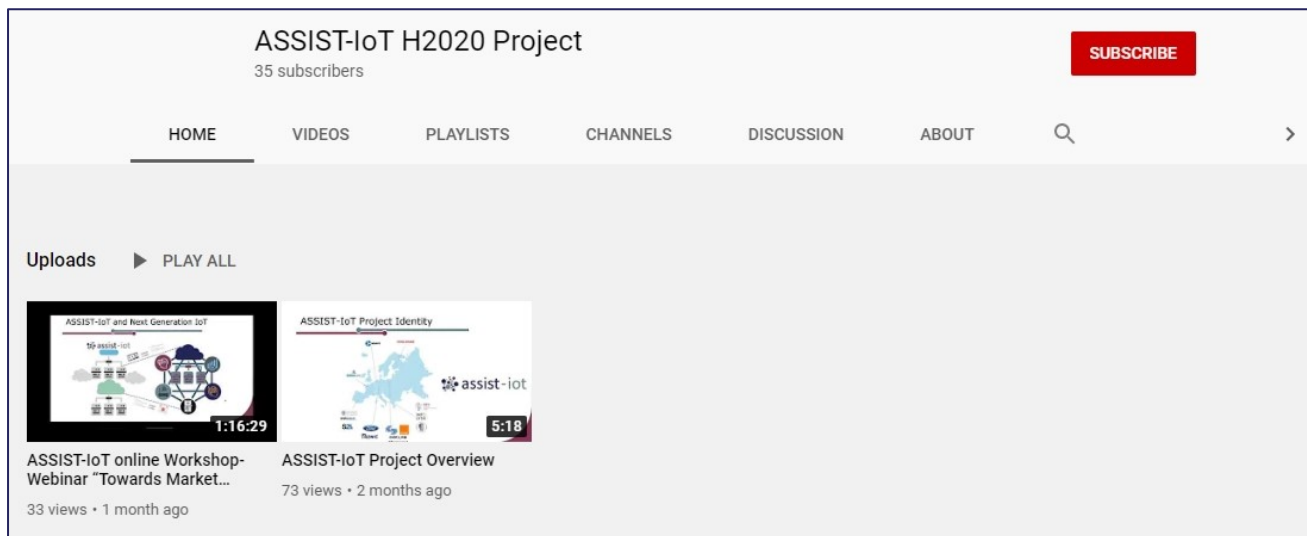 ASSIST-IoT H2020 Project
35 subscribers
SUBSCRIBE
HOME VIDEOS PLAYLISTS CHANNELS DISCUSSION ABOUT
Uploads PLAY ALL
ASSIST-IoT and Next Generation IoT
assist-iot
1:16:29
ASSIST-IoT Project Identity
assist-iot
5:18
ASSIST-IoT online Workshop-
Webinar “Towards Market...
33 views • 1 month ago
ASSIST-IoT Project Overview
73 views • 2 months ago